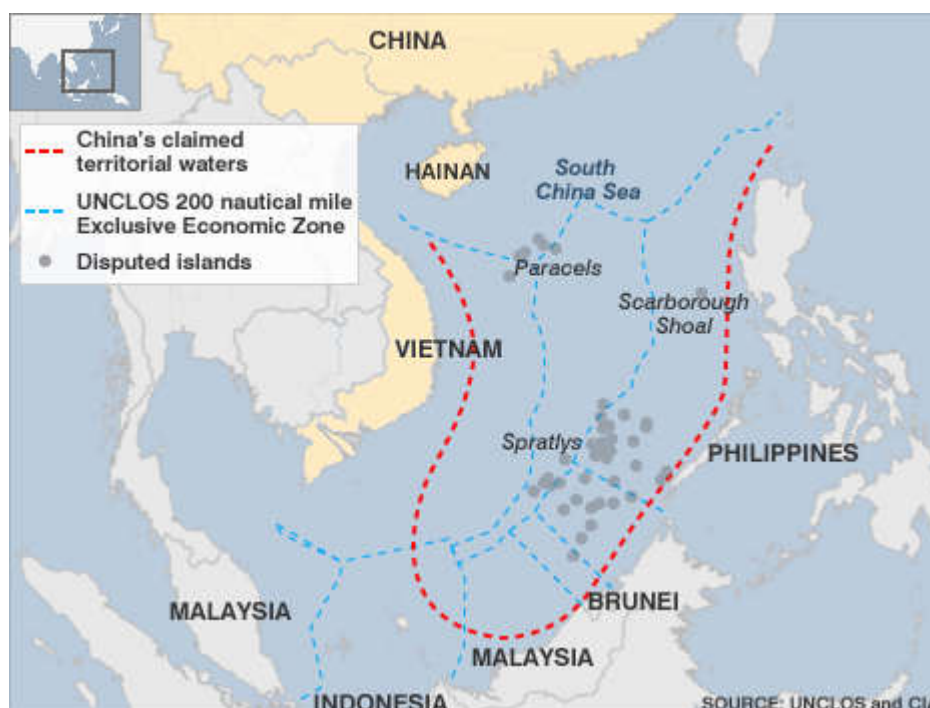 CHINA
China's claimed
territorial waters
UNCLOS 200 nautical mile
Exclusive Economic Zone
Disputed islands
HAINAN
South
China Sea
Paracels
Scarborough
Shoal
VIETNAM
Spratlys
PHILIPPINES
BRUNEI
MALAYSIA
MALAYSIA
INDONESIA
SOURCE: UNCLOS and CIA